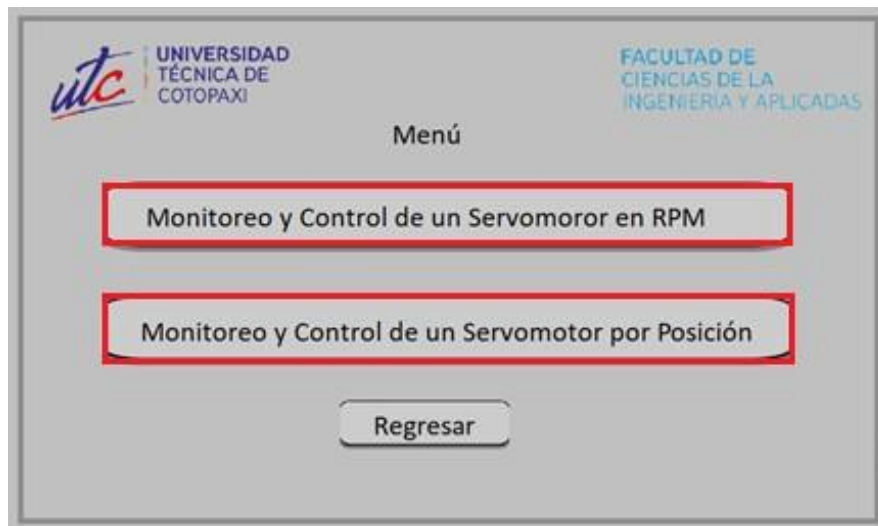 utc
UNIVERSIDAD
TÉCNICA DE
COTOPAXI
FACULTAD DE
CIENCIAS DE LA
INGENIERÍA Y APLICADAS
Menú
Monitoreo y Control de un Servomoror en RPM
Monitoreo y Control de un Servomotor por Posición
Regresar